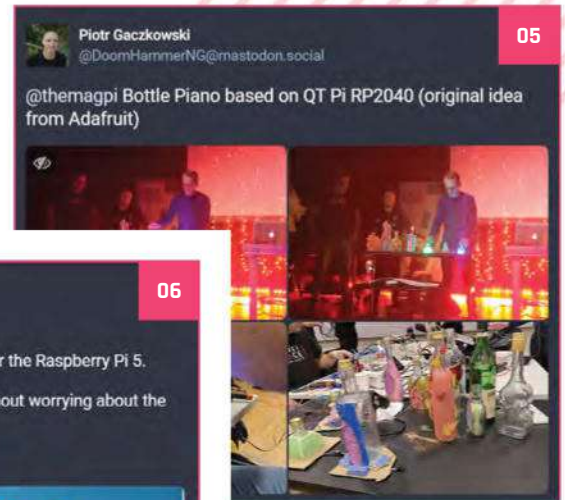 Piotr Gaczkowski
@DoomHammerNG@mastodon.social
05
@themagpi Bottle Piano based on QT Pi RP2040 (original idea
from Adafruit)
06
the Raspberry Pi 5.
out worrying about the